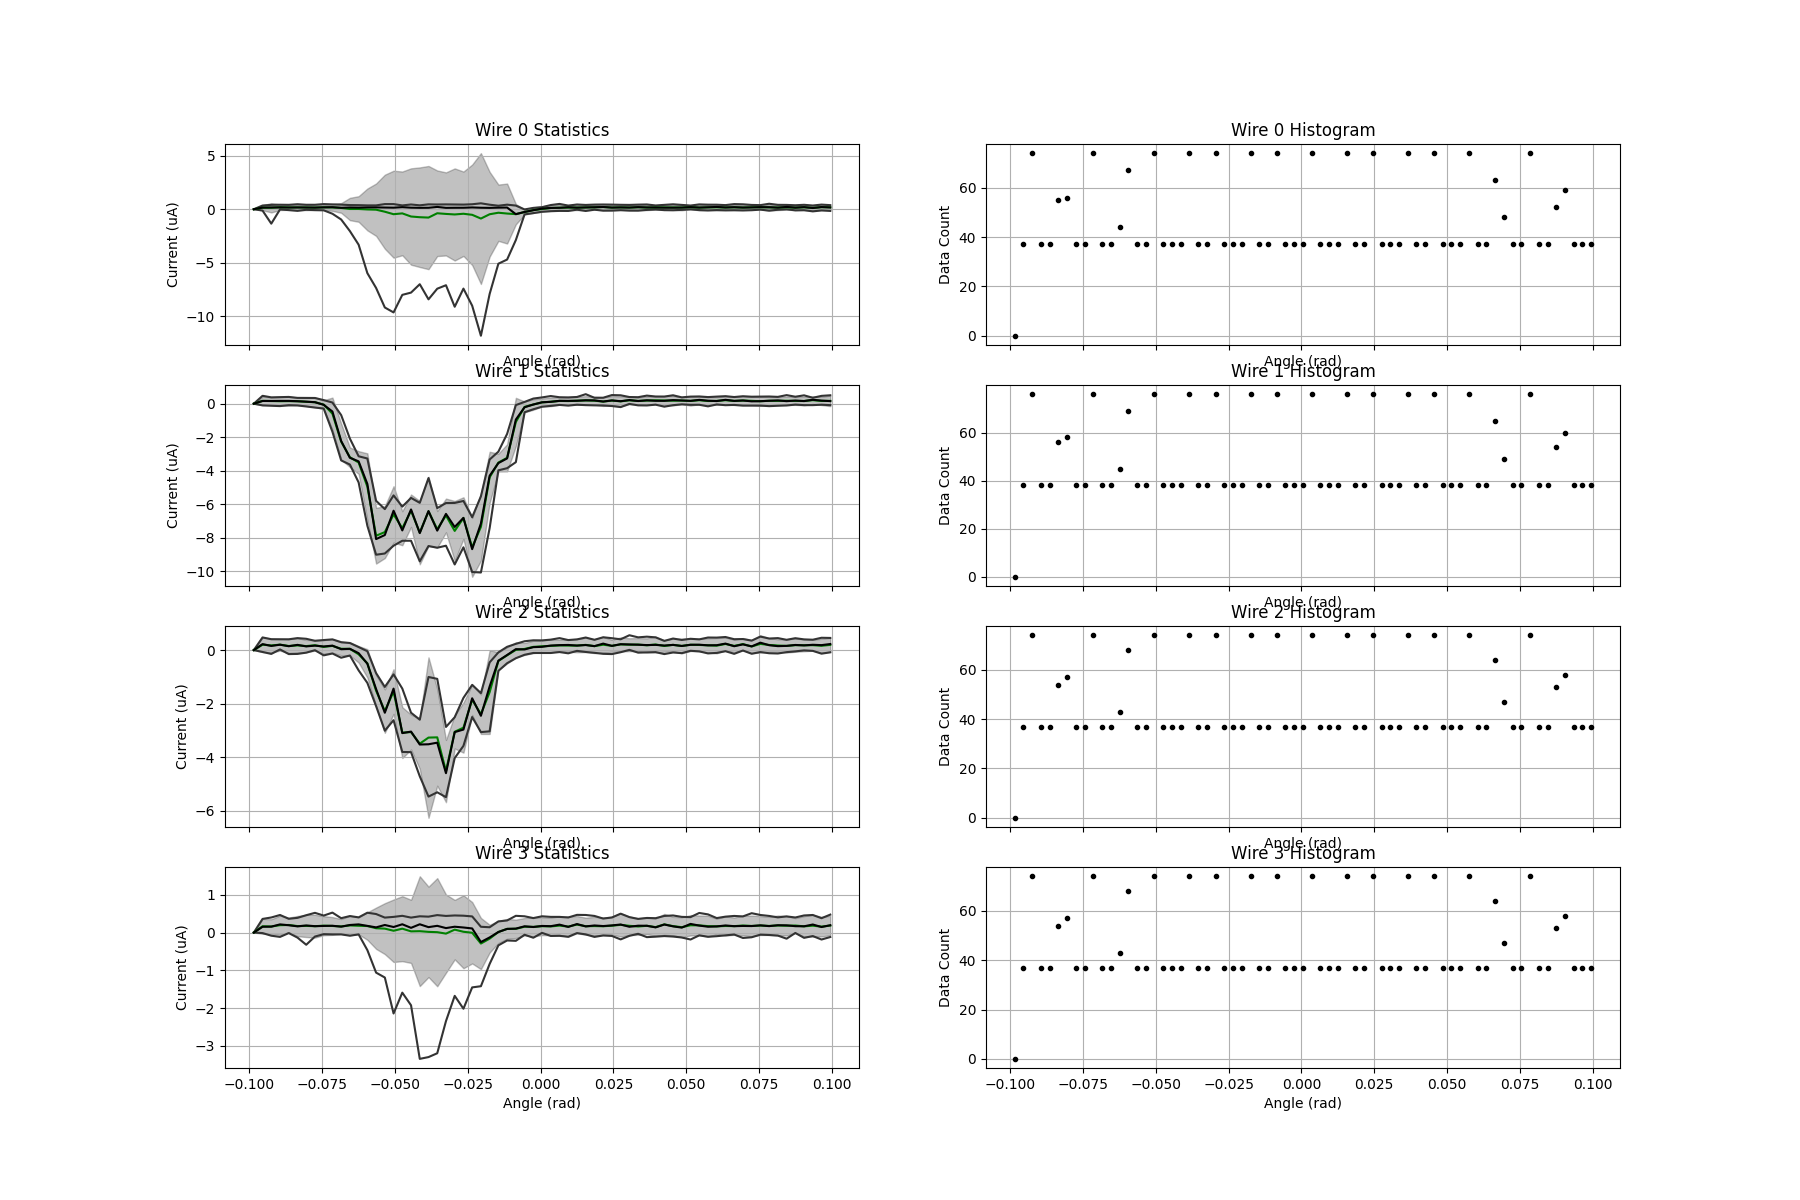 Wire 0 Statistics
5
0
−5
−10
Current (uA)
Angle (rad)
Wire 0 Histogram
60
40
20
0
Data Count
Angle (rad)
Wire 1 Statistics
0
−2
−4
−6
−8
−10
Current (uA)
Angle (rad)
Wire 1 Histogram
60
40
20
0
Data Count
Angle (rad)
Wire 2 Statistics
0
−2
−4
−6
Current (uA)
Angle (rad)
Wire 2 Histogram
60
40
20
0
Data Count
Angle (rad)
Wire 3 Statistics
1
0
−1
−2
−3
Current (uA)
−0.100 −0.075 −0.050 −0.025 0.000 0.025 0.050 0.075 0.100
Angle (rad)
Wire 3 Histogram
60
40
20
0
Data Count
−0.100 −0.075 −0.050 −0.025 0.000 0.025 0.050 0.075 0.100
Angle (rad)